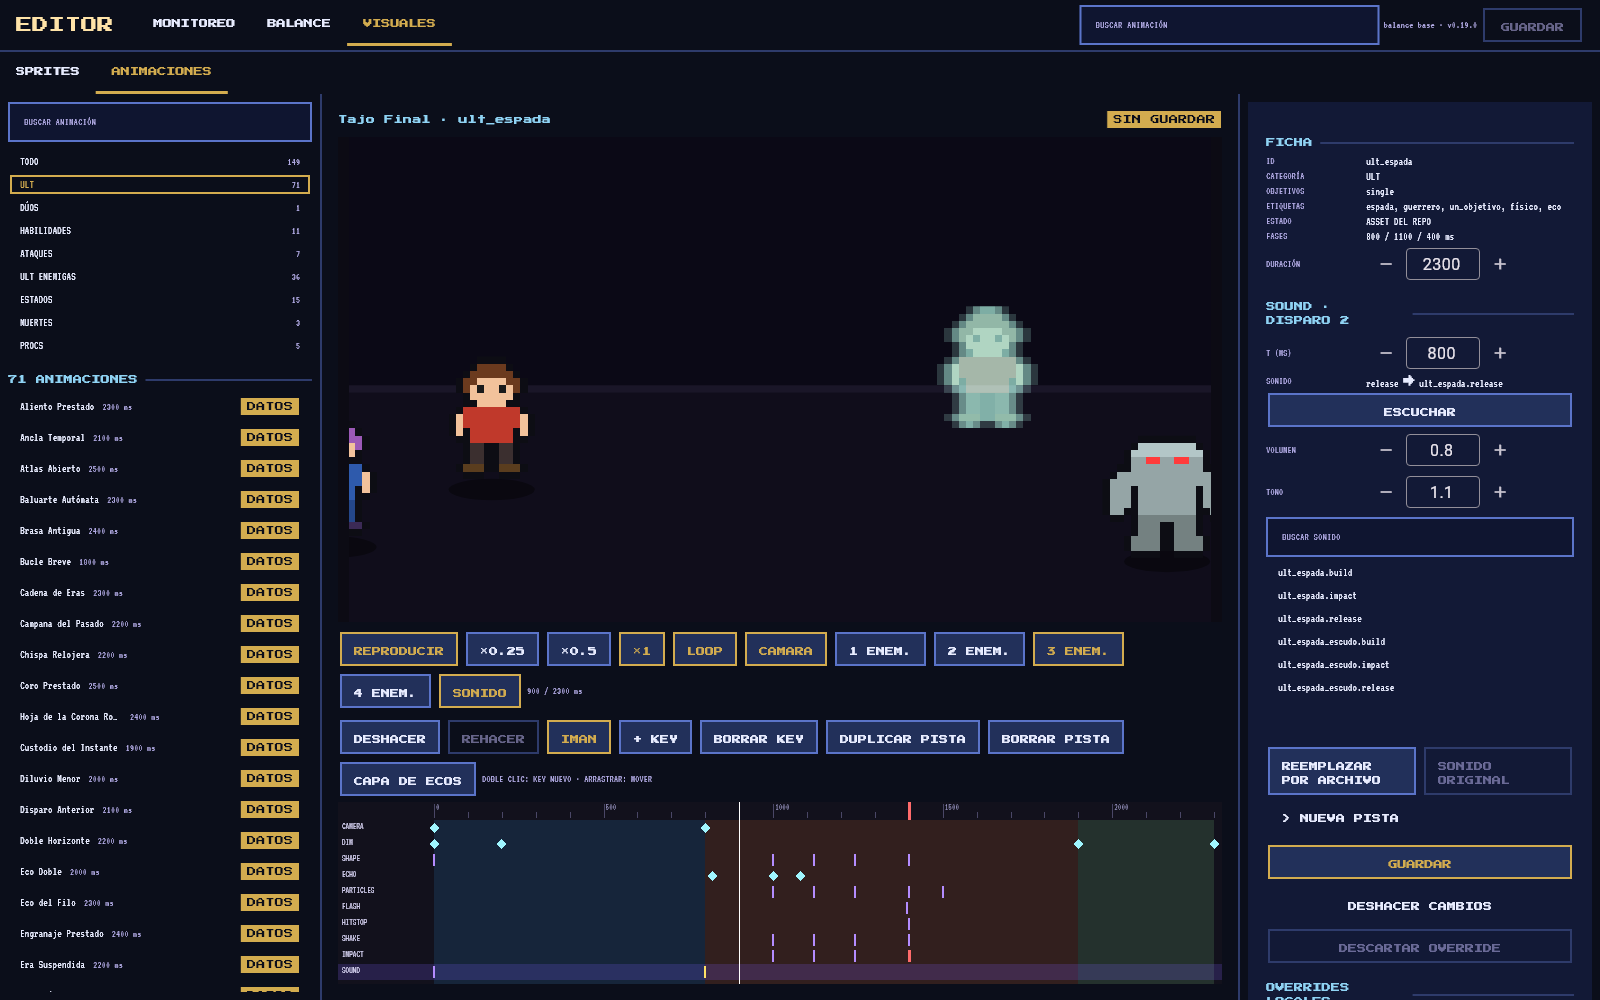 EDITOR MONITOREO BALANCE VISUALES BUSCAR ANIMACIÓN balance base · v0.19.0 GUARDAR
SPRITES ANIMACIONES
BUSCAR ANIMACIÓN
TODO 149
ULT 71
DÚOS 1
HABILIDADES 11
ATAQUES 7
ULT ENEMIGAS 36
ESTADOS 15
MUERTES 3
PROCS 5
71 ANIMACIONES
Aliento Prestado 2300 ms DATOS
Ancla Temporal 2100 ms DATOS
Atlas Abierto 2500 ms DATOS
Baluarte Autónata 2300 ms DATOS
Brasa Antigua 2400 ms DATOS
Bucle Breve 1800 ms DATOS
Cadena de Eras 2300 ms DATOS
Campana del Pasado 2200 ms DATOS
Chispa Relojera 2200 ms DATOS
Coro Prestado 2500 ms DATOS
Hoja de la Corona Ro… 2400 ms DATOS
Custodio del Instante 1900 ms DATOS
Diluvio Menor 2000 ms DATOS
Disparo Anterior 2100 ms DATOS
Doble Horizonte 2200 ms DATOS
Eco Doble 2000 ms DATOS
Eco del Filo 2300 ms DATOS
Engranaje Prestado 2400 ms DATOS
Era Suspendida 2200 ms DATOS
Tajo Final · ult_espada SIN GUARDAR
REPRODUCIR ×0.25 ×0.5 ×1 LOOP CAMARA 1 ENEM. 2 ENEM. 3 ENEM.
4 ENEM. SONIDO 900 / 2300 ms
DESHACER REHACER IMAN + KEY BORRAR KEY DUPLICAR PISTA BORRAR PISTA
CAPA DE ECOS DOBLE CLIC: KEY NUEVO · ARRASTRAR: MOVER
0 500 1000 1500 2000
CAMERA
DIM
SHAPE
ECHO
PARTICLES
FLASH
HITSTOP
SHAKE
IMPACT
SOUND
FICHA
ID ult_espada
CATEGORÍA ULT
OBJETIVOS single
ETIQUETAS espada, guerrero, un_objetivo, físico, eco
ESTADO ASSET DEL REPO
FASES 800 / 1100 / 400 ms
DURACIÓN − 2300 +
SOUND ·
DISPARO 2
T (MS) − 800 +
SONIDO release ➡ ult_espada.release
ESCUCHAR
VOLUMEN − 0.8 +
TONO − 1.1 +
BUSCAR SONIDO
ult_espada.build
ult_espada.impact
ult_espada.release
ult_espada_escudo.build
ult_espada_escudo.impact
ult_espada_escudo.release
REEMPLAZAR
POR ARCHIVO
SONIDO
ORIGINAL
> NUEVA PISTA
GUARDAR
DESHACER CAMBIOS
DESCARTAR OVERRIDE
OVERRIDES
LOCALES